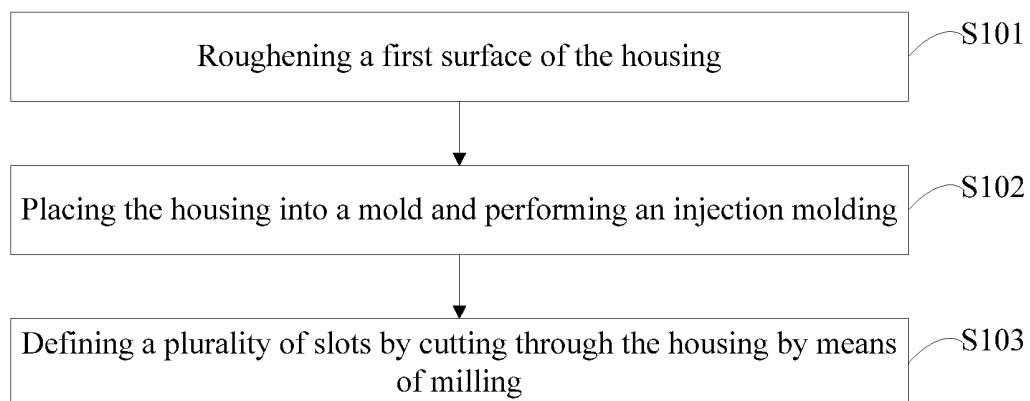 Roughening a first surface of the housing
S101
Placing the housing into a mold and performing an injection molding
S102
Defining a plurality of slots by cutting through the housing by means
of milling
S103